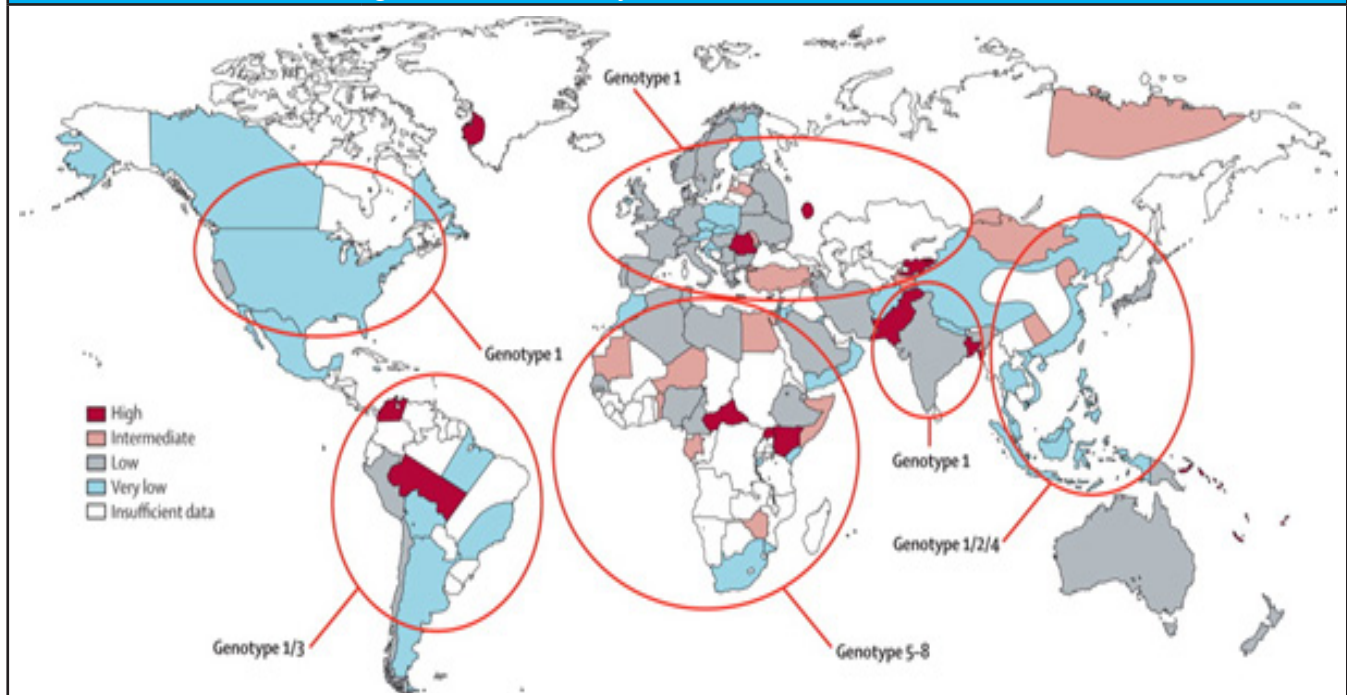 Genotype 1
Genotype 1
High
Intermediate
Low
Very low
Insufficient data
Genotype 1
Genotype 1/2/4
Genotype 1/3
Genotype 5-8